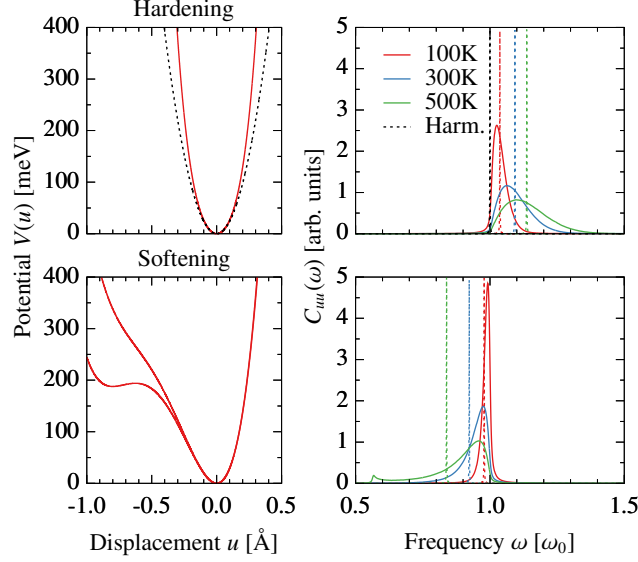 Hardening
400
300
200
100
0
5
4
3
2
1
0
100K
300K
500K
Harm.
Potential V(u) [meV]
C_uu(ω) [arb. units]
Softening
400
300
200
100
0
-1.0 -0.5 0.0 0.5
Displacement u [Å]
5
4
3
2
1
0
0.5 1.0 1.5
Frequency ω [ω₀]